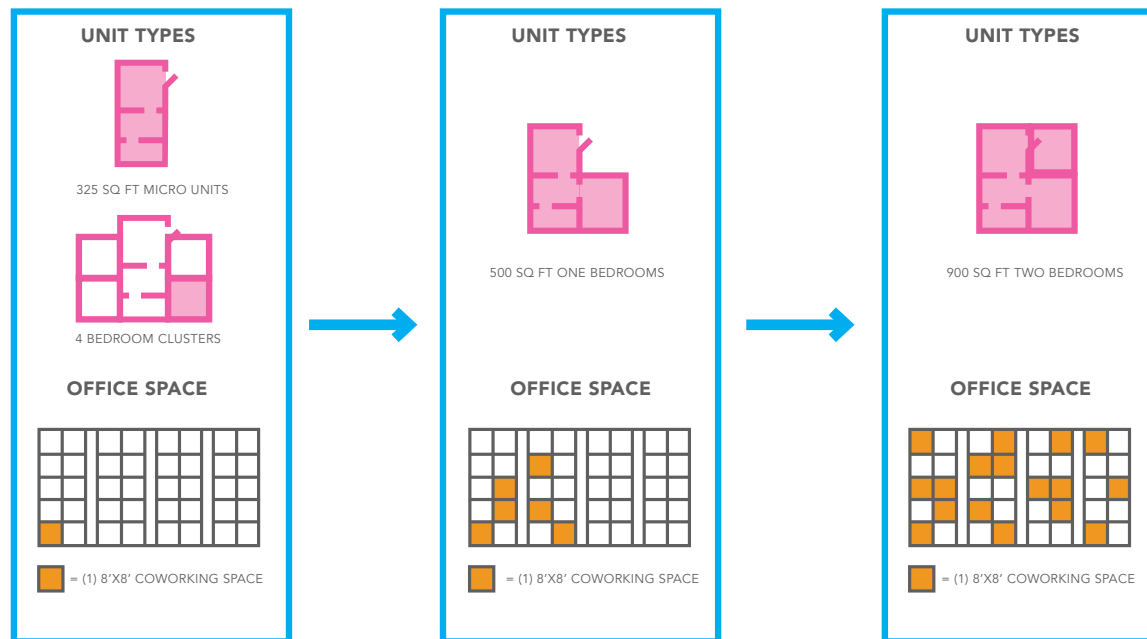 UNIT TYPES
325 SQ FT MICRO UNITS
4 BEDROOM CLUSTERS
OFFICE SPACE
= (1) 8'X8' COWORKING SPACE
UNIT TYPES
500 SQ FT ONE BEDROOMS
OFFICE SPACE
= (1) 8'X8' COWORKING SPACE
UNIT TYPES
900 SQ FT TWO BEDROOMS
OFFICE SPACE
= (1) 8'X8' COWORKING SPACE